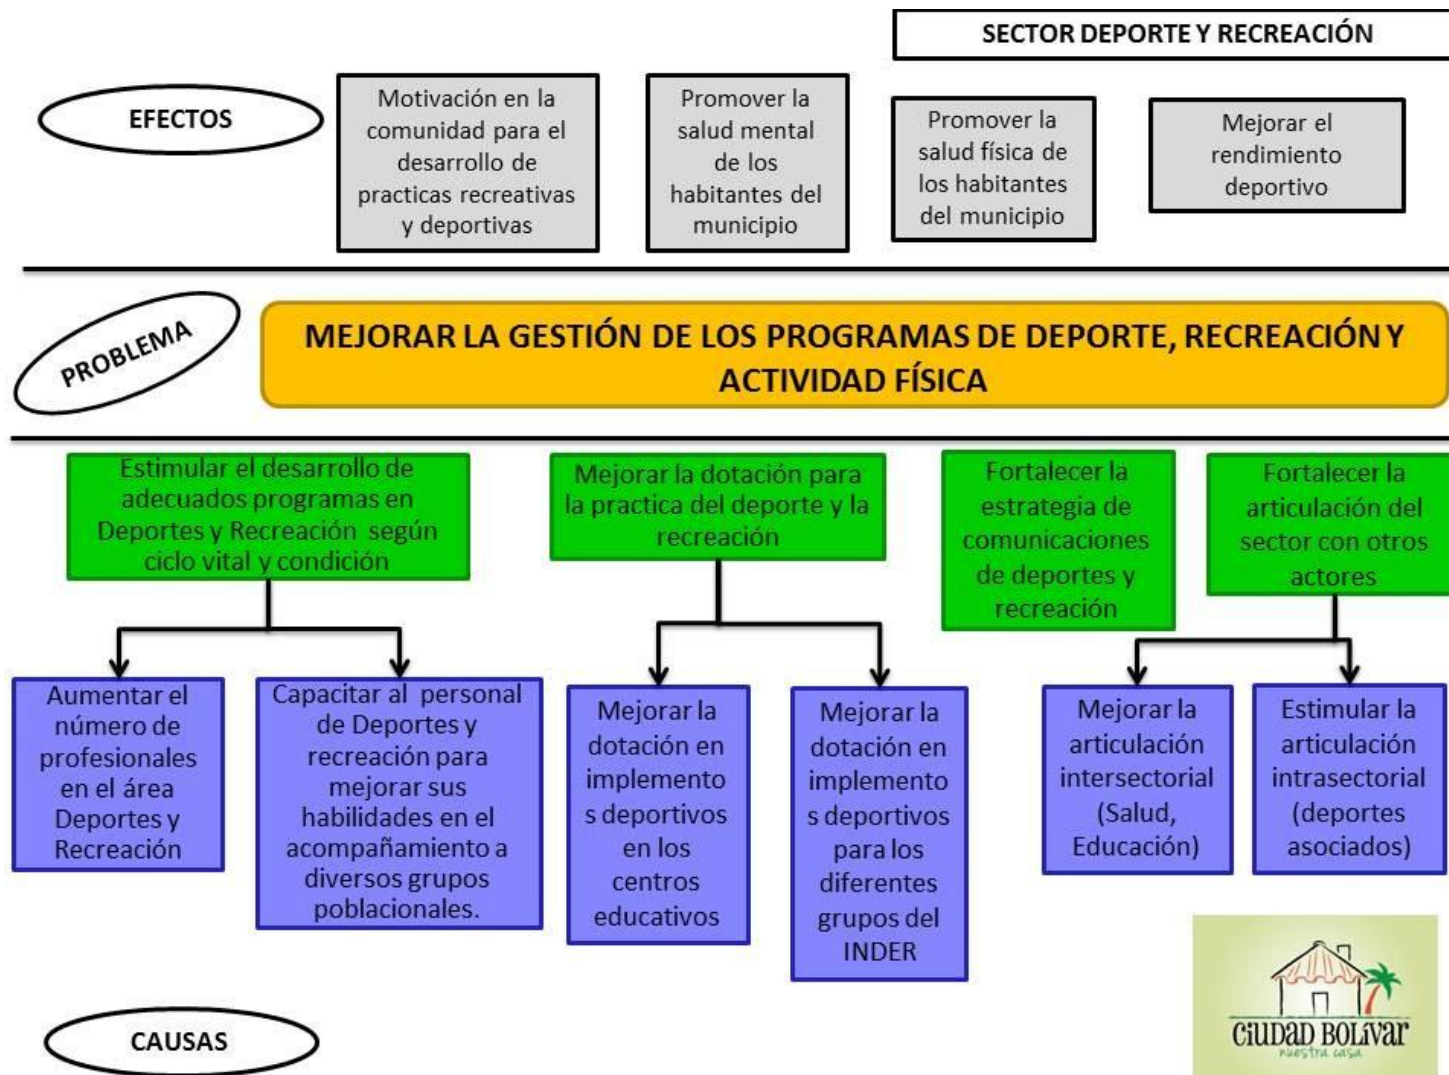 SECTOR DEPORTE Y RECREACIÓN
EFECTOS
Motivación en la
comunidad para el
desarrollo de
practicas recreativas
y deportivas
Promover la
salud mental
de los
habitantes del
municipio
Promover la
salud física de
los habitantes
del municipio
Mejorar el
rendimiento
deportivo
PROBLEMA
MEJORAR LA GESTIÓN DE LOS PROGRAMAS DE DEPORTE, RECREACIÓN Y
ACTIVIDAD FÍSICA
Estimular el desarrollo de
adecuados programas en
Deportes y Recreación según
ciclo vital y condición
Mejorar la dotación para
la practica del deporte y la
recreación
Fortalecer la
estrategia de
comunicaciones
de deportes y
recreación
Fortalecer la
articulación del
sector con otros
actores
Aumentar el
número de
profesionales
en el área
Deportes y
Recreación
Capacitar al personal
de Deportes y
recreación para
mejorar sus
habilidades en el
acompañamiento a
diversos grupos
poblacionales.
Mejorar la
dotación en
implemento
s deportivos
en los
centros
educativos
Mejorar la
dotación en
implemento
s deportivos
para los
diferentes
grupos del
INDER
Mejorar la
articulación
intersectorial
(Salud,
Educación)
Estimular la
articulación
intrasectorial
(deportes
asociados)
CAUSAS
CIUDAD BOLÍVAR
nuestra casa